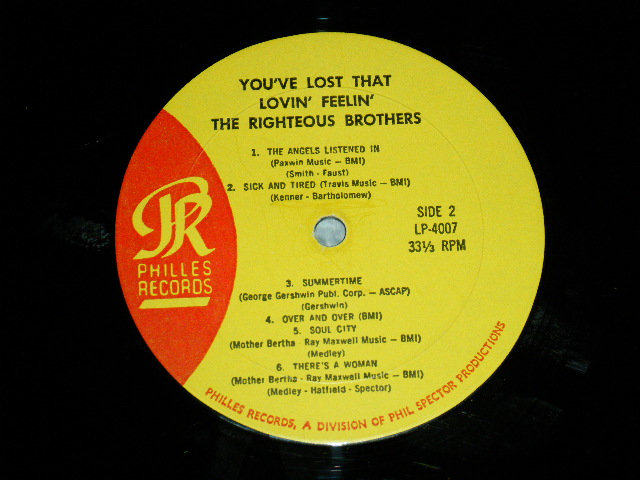 YOU'VE LOST THAT
LOVIN' FEELIN'
THE RIGHTEOUS BROTHERS
1. THE ANGELS LISTENED IN
(Paxwin Music – BMI)
(Smith - Faust)
2. SICK AND TIRED (Travis Music – BMI)
(Kenner - Bartholomew)
SIDE 2
LP-4007
33⅓ RPM
PR
PHILLES
RECORDS
3. SUMMERTIME
(George Gershwin Publ. Corp. – ASCAP)
(Gershwin)
4. OVER AND OVER (BMI)
5. SOUL CITY
(Mother Bertha - Ray Maxwell Music – BMI)
(Medley)
6. THERE'S A WOMAN
(Mother Bertha - Ray Maxwell Music – BMI)
(Medley - Hatfield - Spector)
PHILLES RECORDS, A DIVISION OF PHIL SPECTOR PRODUCTIONS